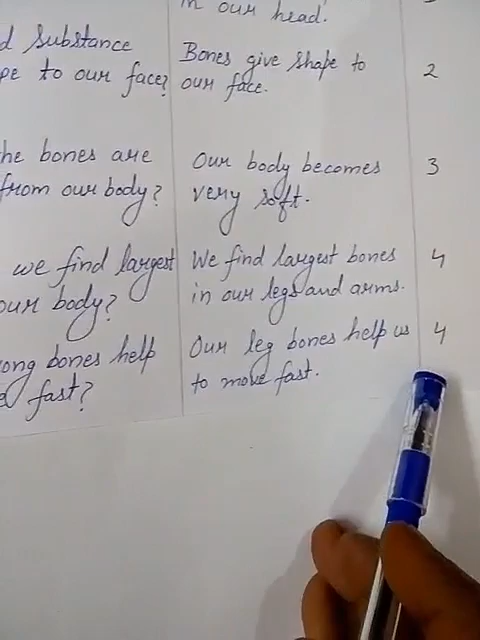 in our head.
d substance
Bones give shape to
2
pe to our face?
our face.
he bones are
Our body becomes
3
from our body?
very soft.
we find largest
We find largest bones
4
our body?
in our legs and arms.
ong bones help
Our leg bones help us
4
fast?
to move fast.